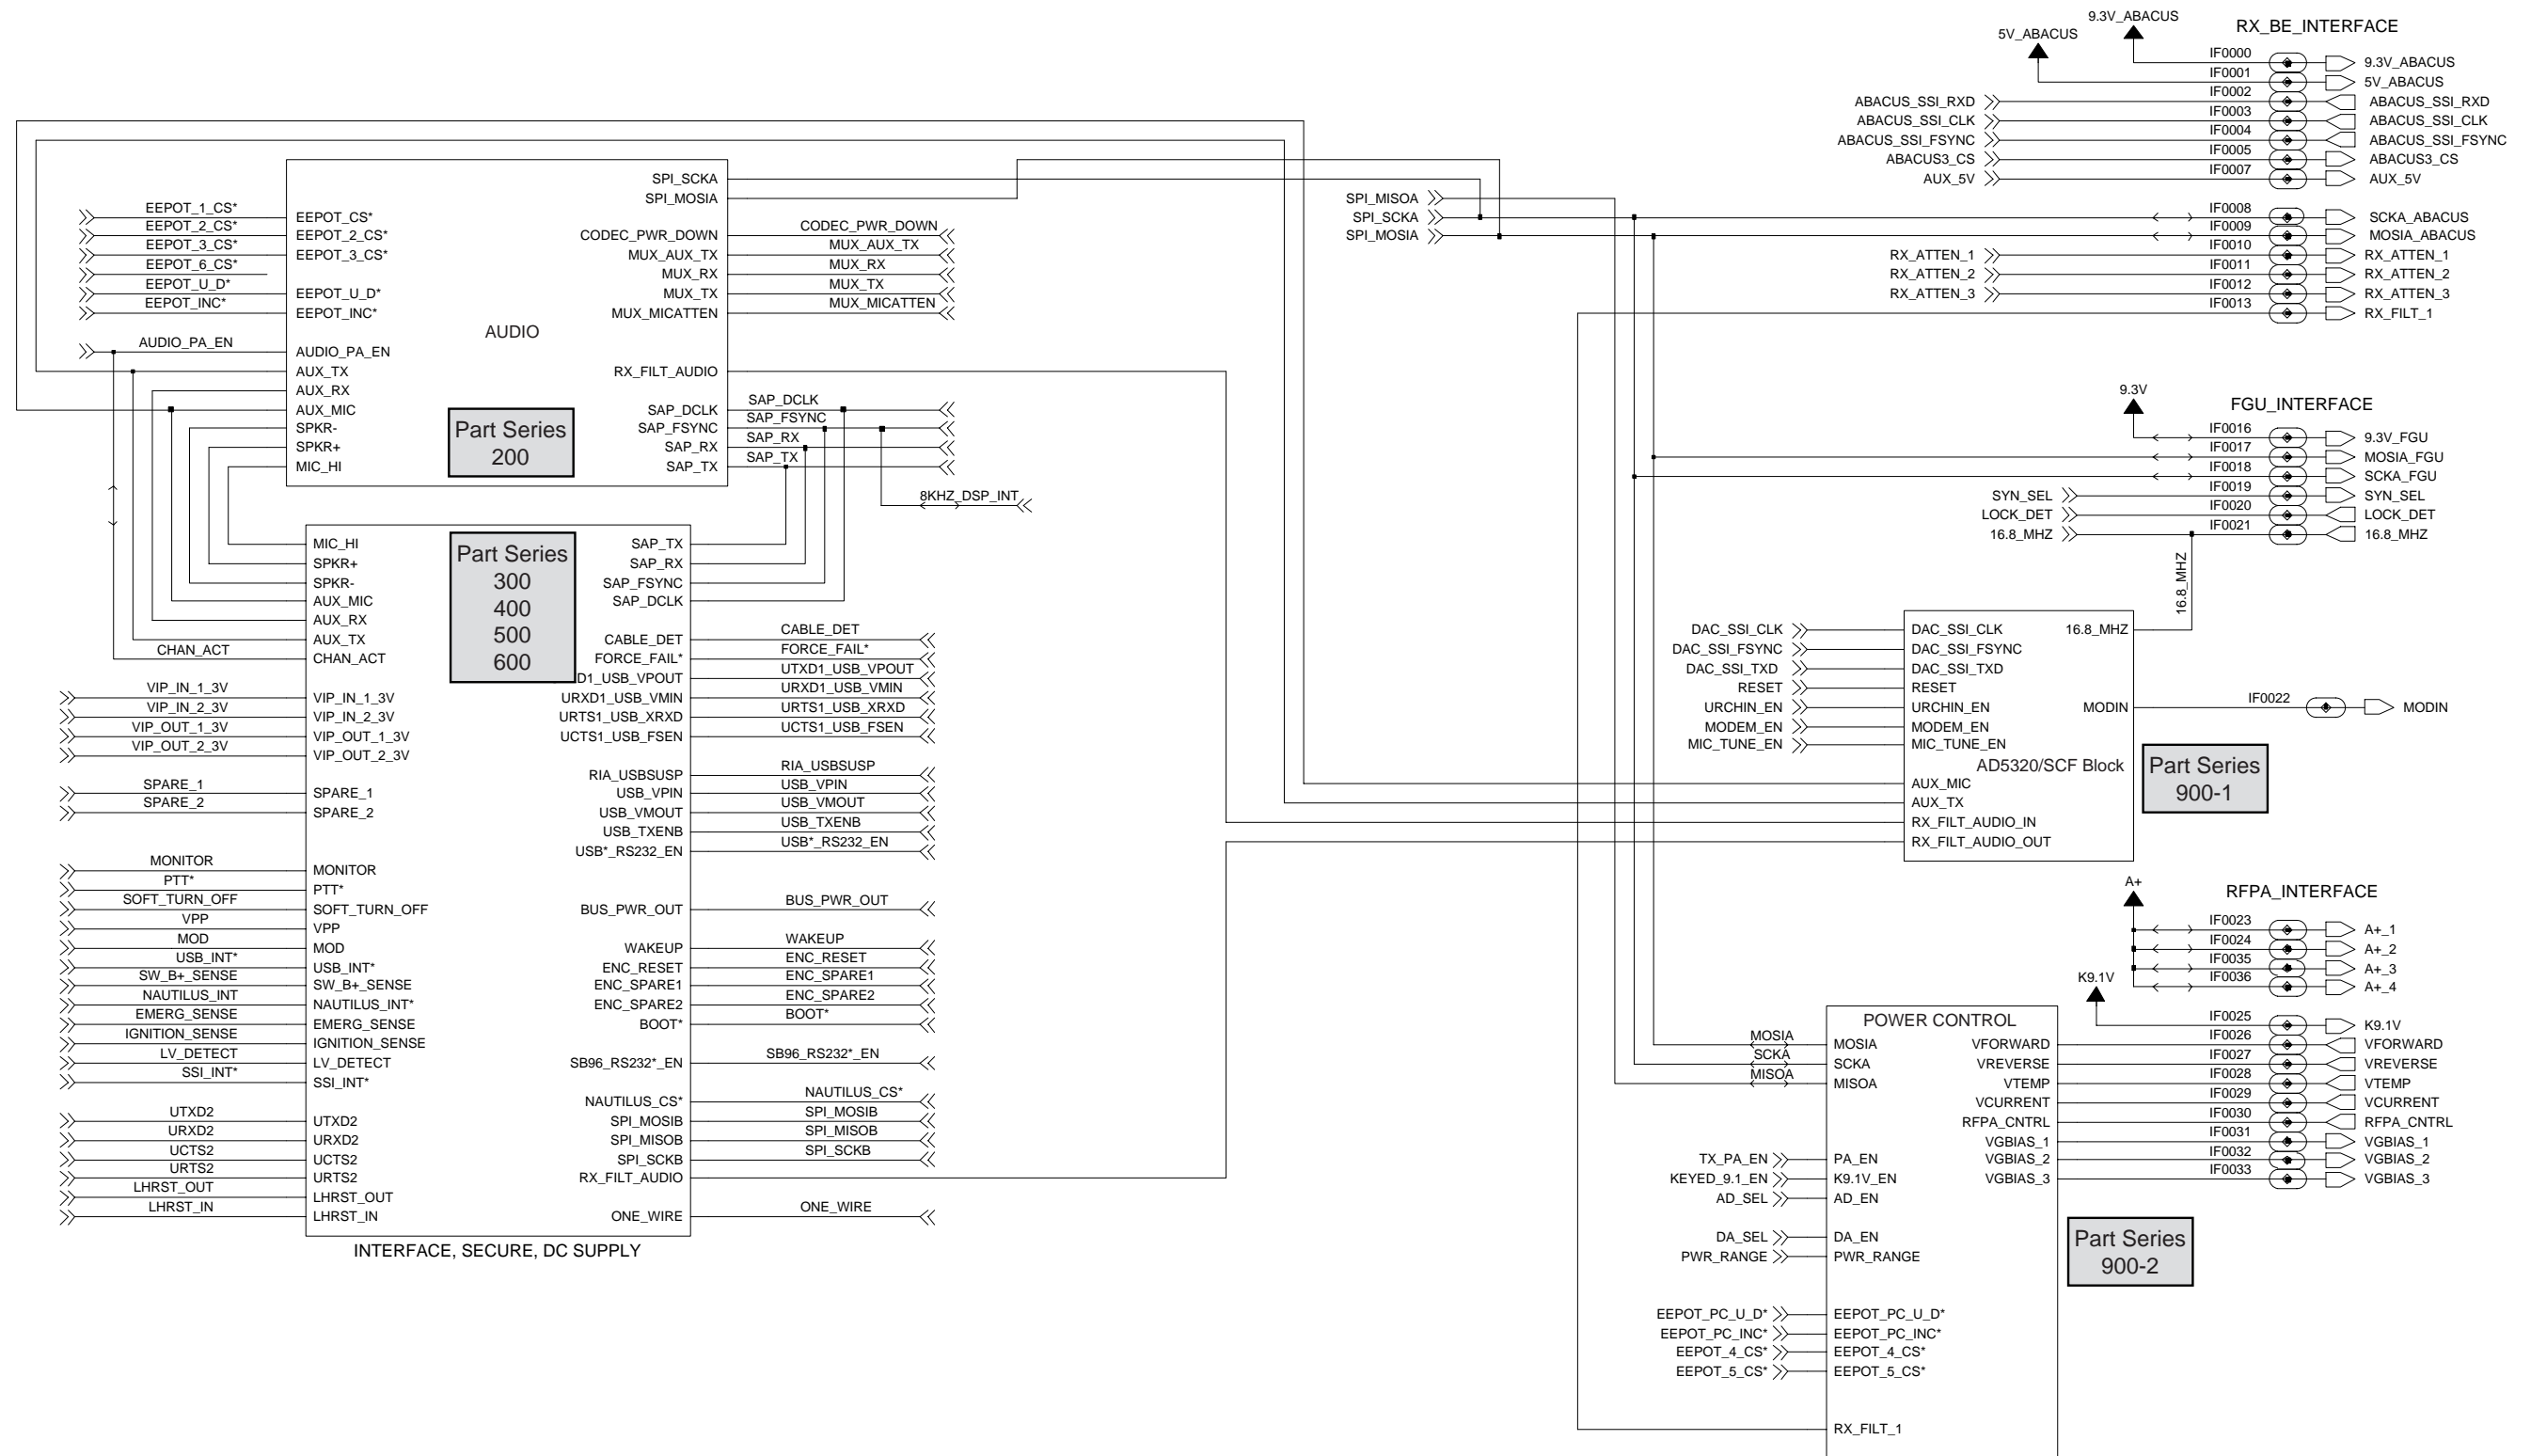 9.3V_ABACUS
5V_ABACUS
RX_BE_INTERFACE
IF0000 9.3V_ABACUS
IF0001 5V_ABACUS
ABACUS_SSI_RXD IF0002 ABACUS_SSI_RXD
ABACUS_SSI_CLK IF0003 ABACUS_SSI_CLK
ABACUS_SSI_FSYNC IF0004 ABACUS_SSI_FSYNC
ABACUS3_CS IF0005 ABACUS3_CS
AUX_5V IF0007 AUX_5V
SPI_MISOA
SPI_SCKA IF0008 SCKA_ABACUS
SPI_MOSIA IF0009 MOSIA_ABACUS
RX_ATTEN_1 IF0010 RX_ATTEN_1
RX_ATTEN_2 IF0011 RX_ATTEN_2
RX_ATTEN_3 IF0012 RX_ATTEN_3
IF0013 RX_FILT_1
SPI_SCKA
SPI_MOSIA
EEPOT_1_CS* EEPOT_CS*
EEPOT_2_CS* EEPOT_2_CS*
EEPOT_3_CS* EEPOT_3_CS*
EEPOT_6_CS*
EEPOT_U_D* EEPOT_U_D*
EEPOT_INC* EEPOT_INC*
CODEC_PWR_DOWN CODEC_PWR_DOWN
MUX_AUX_TX MUX_AUX_TX
MUX_RX MUX_RX
MUX_TX MUX_TX
MUX_MICATTEN MUX_MICATTEN
AUDIO
AUDIO_PA_EN AUDIO_PA_EN
AUX_TX
AUX_RX
AUX_MIC
SPKR-
SPKR+
MIC_HI
Part Series
200
RX_FILT_AUDIO
SAP_DCLK SAP_DCLK
SAP_FSYNC SAP_FSYNC
SAP_RX SAP_RX
SAP_TX SAP_TX
8KHZ_DSP_INT
9.3V
FGU_INTERFACE
IF0016 9.3V_FGU
IF0017 MOSIA_FGU
IF0018 SCKA_FGU
SYN_SEL IF0019 SYN_SEL
LOCK_DET IF0020 LOCK_DET
16.8_MHZ IF0021 16.8_MHZ
16.8_MHZ
MIC_HI
SPKR+
SPKR-
AUX_MIC
AUX_RX
AUX_TX
CHAN_ACT CHAN_ACT
Part Series
300
400
500
600
SAP_TX
SAP_RX
SAP_FSYNC
SAP_DCLK
CABLE_DET CABLE_DET
FORCE_FAIL* FORCE_FAIL*
D1_USB_VPOUT UTXD1_USB_VPOUT
URXD1_USB_VMIN URXD1_USB_VMIN
URTS1_USB_XRXD URTS1_USB_XRXD
UCTS1_USB_FSEN UCTS1_USB_FSEN
VIP_IN_1_3V VIP_IN_1_3V
VIP_IN_2_3V VIP_IN_2_3V
VIP_OUT_1_3V VIP_OUT_1_3V
VIP_OUT_2_3V VIP_OUT_2_3V
RIA_USBSUSP RIA_USBSUSP
USB_VPIN USB_VPIN
USB_VMOUT USB_VMOUT
USB_TXENB USB_TXENB
USB*_RS232_EN USB*_RS232_EN
SPARE_1 SPARE_1
SPARE_2 SPARE_2
MONITOR MONITOR
PTT* PTT*
SOFT_TURN_OFF SOFT_TURN_OFF
VPP VPP
MOD MOD
USB_INT* USB_INT*
SW_B+_SENSE SW_B+_SENSE
NAUTILUS_INT NAUTILUS_INT*
EMERG_SENSE EMERG_SENSE
IGNITION_SENSE IGNITION_SENSE
LV_DETECT LV_DETECT
SSI_INT* SSI_INT*
BUS_PWR_OUT BUS_PWR_OUT
WAKEUP WAKEUP
ENC_RESET ENC_RESET
ENC_SPARE1 ENC_SPARE1
ENC_SPARE2 ENC_SPARE2
BOOT* BOOT*
SB96_RS232*_EN SB96_RS232*_EN
NAUTILUS_CS* NAUTILUS_CS*
SPI_MOSIB SPI_MOSIB
SPI_MISOB SPI_MISOB
SPI_SCKB SPI_SCKB
RX_FILT_AUDIO
ONE_WIRE ONE_WIRE
UTXD2 UTXD2
URXD2 URXD2
UCTS2 UCTS2
URTS2 URTS2
LHRST_OUT LHRST_OUT
LHRST_IN LHRST_IN
INTERFACE, SECURE, DC SUPPLY
DAC_SSI_CLK DAC_SSI_CLK 16.8_MHZ
DAC_SSI_FSYNC DAC_SSI_FSYNC
DAC_SSI_TXD DAC_SSI_TXD
RESET RESET
URCHIN_EN URCHIN_EN MODIN IF0022 MODIN
MODEM_EN MODEM_EN
MIC_TUNE_EN MIC_TUNE_EN
AD5320/SCF Block
AUX_MIC
AUX_TX
RX_FILT_AUDIO_IN
RX_FILT_AUDIO_OUT
Part Series
900-1
A+
RFPA_INTERFACE
IF0023 A+_1
IF0024 A+_2
IF0035 A+_3
IF0036 A+_4
K9.1V
IF0025 K9.1V
POWER CONTROL
MOSIA MOSIA VFORWARD IF0026 VFORWARD
SCKA SCKA VREVERSE IF0027 VREVERSE
MISOA MISOA VTEMP IF0028 VTEMP
VCURRENT IF0029 VCURRENT
RFPA_CNTRL IF0030 RFPA_CNTRL
VGBIAS_1 IF0031 VGBIAS_1
TX_PA_EN PA_EN VGBIAS_2 IF0032 VGBIAS_2
KEYED_9.1_EN K9.1V_EN VGBIAS_3 IF0033 VGBIAS_3
AD_SEL AD_EN
DA_SEL DA_EN
PWR_RANGE PWR_RANGE
Part Series
900-2
EEPOT_PC_U_D* EEPOT_PC_U_D*
EEPOT_PC_INC* EEPOT_PC_INC*
EEPOT_4_CS* EEPOT_4_CS*
EEPOT_5_CS* EEPOT_5_CS*
RX_FILT_1